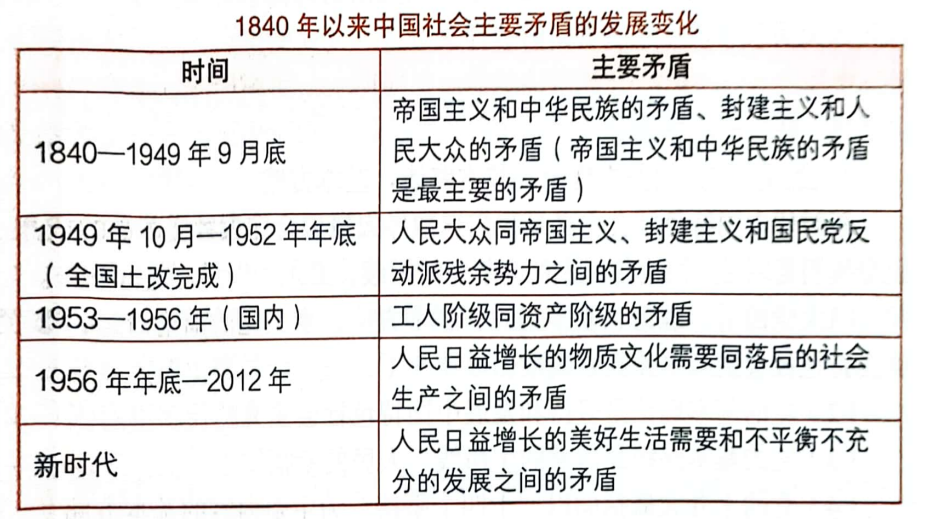 1840 年以来中国社会主要矛盾的发展变化
时间
主要矛盾
1840—1949 年 9 月底
帝国主义和中华民族的矛盾、封建主义和人
民大众的矛盾（帝国主义和中华民族的矛盾
是最主要的矛盾）
1949 年 10 月—1952 年年底
（全国土改完成）
人民大众同帝国主义、封建主义和国民党反
动派残余势力之间的矛盾
1953—1956 年（国内）
工人阶级同资产阶级的矛盾
1956 年年底—2012 年
人民日益增长的物质文化需要同落后的社会
生产之间的矛盾
新时代
人民日益增长的美好生活需要和不平衡不充
分的发展之间的矛盾